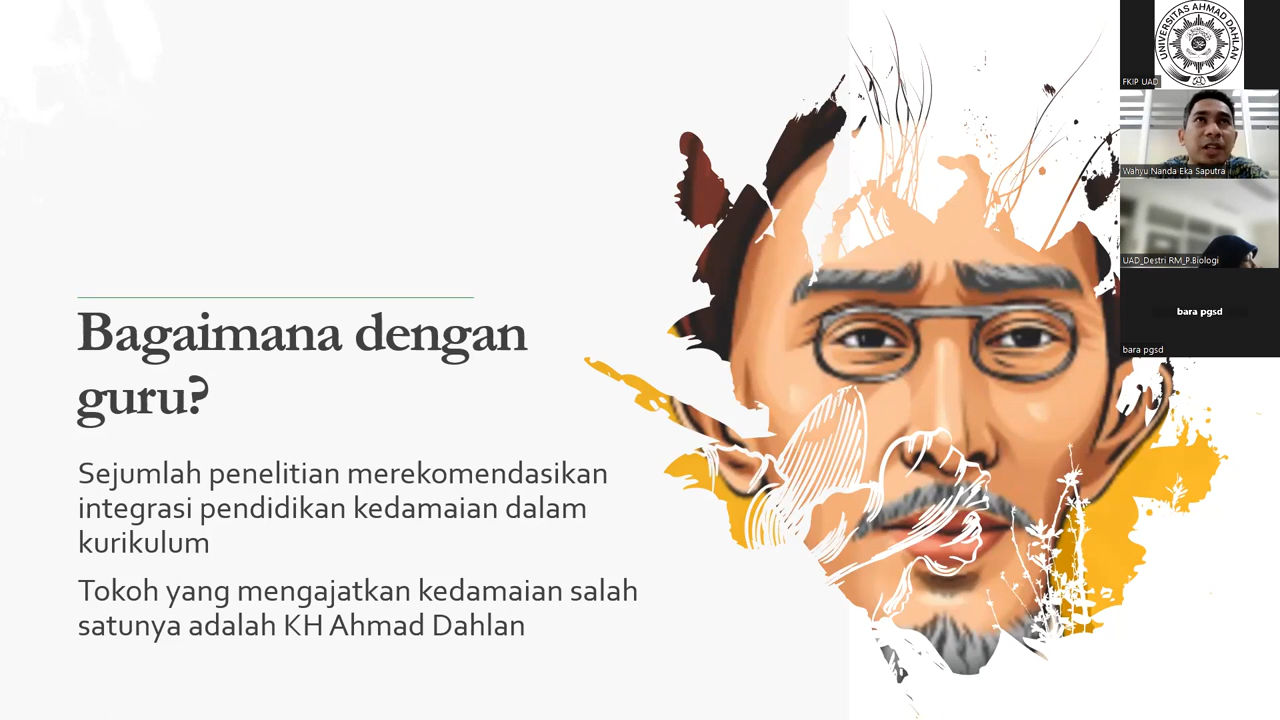 Bagaimana dengan
guru?
Sejumlah penelitian merekomendasikan
integrasi pendidikan kedamaian dalam
kurikulum
Tokoh yang mengajatkan kedamaian salah
satunya adalah KH Ahmad Dahlan
UNIVERSITAS AHMAD DAHLAN
FKIP UAD
Wahyu Nanda Eka Saputra
UAD_Destri RM_P.Biologi
bara pgsd
bara pgsd